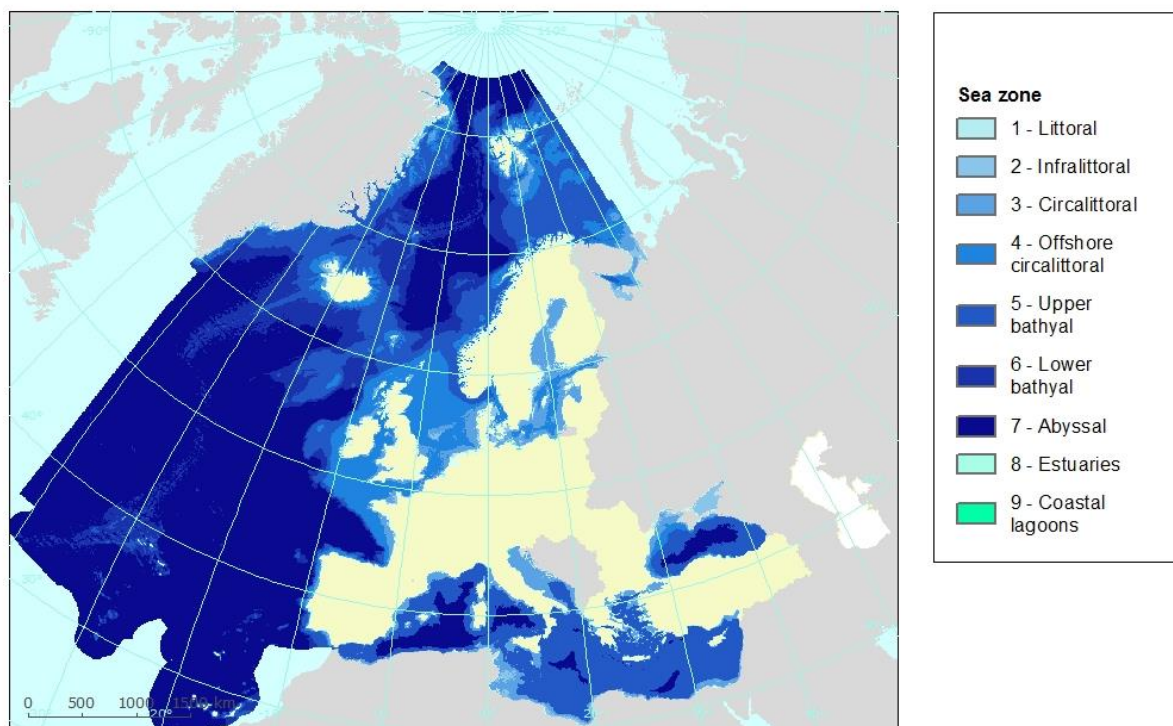 Sea zone
1 - Littoral
2 - Infralittoral
3 - Circalittoral
4 - Offshore
circalittoral
5 - Upper
bathyal
6 - Lower
bathyal
7 - Abyssal
8 - Estuaries
9 - Coastal
lagoons
0 500 1000 1500 km